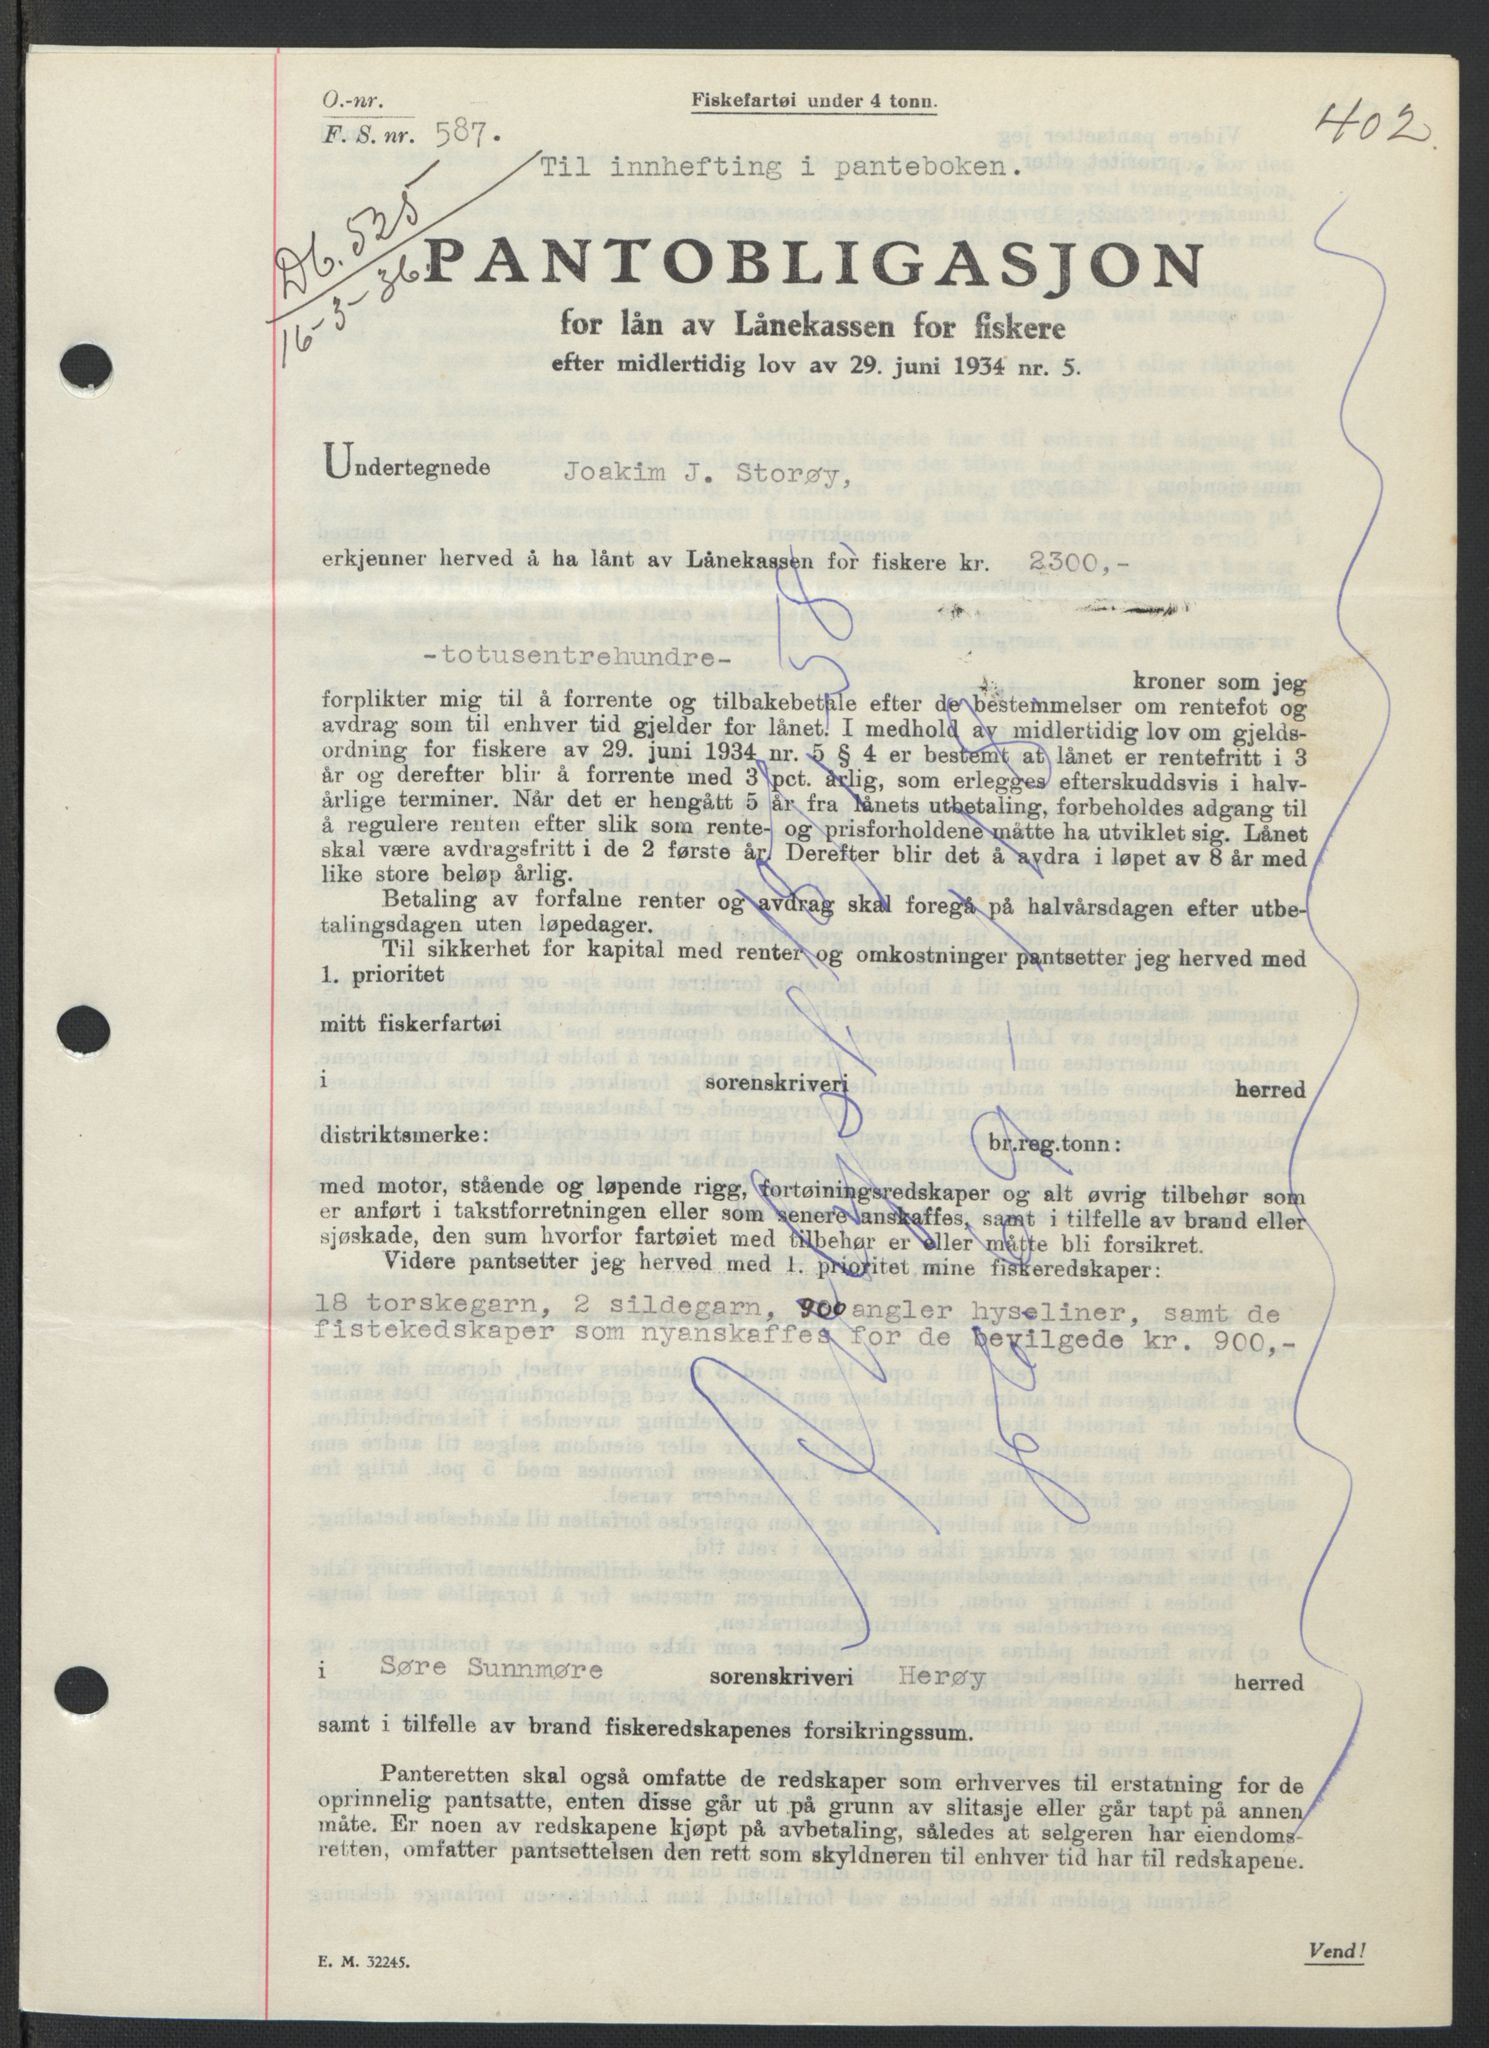 O.-nr.
Fiskefartøi under 4 tonn.
402.
F. S. nr. 587.
Til innhefting i panteboken.
Db. 525
16-3-36.
PANTOBLIGASJON
for lån av Lånekassen for fiskere
efter midlertidig lov av 29. juni 1934 nr. 5.
Undertegnede Joakim J. Storøy,
erkjenner herved å ha lånt av Lånekassen for fiskere kr. 2300,-
-totusentrehundre-
kroner som jeg
forplikter mig til å forrente og tilbakebetale efter de bestemmelser om rentefot og
avdrag som til enhver tid gjelder for lånet. I medhold av midlertidig lov om gjelds-
ordning for fiskere av 29. juni 1934 nr. 5 § 4 er bestemt at lånet er rentefritt i 3
år og derefter blir å forrente med 3 pct. årlig, som erlegges efterskuddsvis i halv-
årlige terminer. Når det er hengått 5 år fra lånets utbetaling, forbeholdes adgang til
å regulere renten efter slik som rente- og prisforholdene måtte ha utviklet sig. Lånet
skal være avdragsfritt i de 2 første år. Derefter blir det å avdra i løpet av 8 år med
like store beløp årlig.
Betaling av forfalne renter og avdrag skal foregå på halvårsdagen efter utbe-
talingsdagen uten løpedager.
Til sikkerhet for kapital med renter og omkostninger pantsetter jeg herved med
1. prioritet
mitt fiskerfartøi
i sorenskriveri herred
distriktsmerke: br.reg.tonn:
med motor, stående og løpende rigg, fortøiningsredskaper og alt øvrig tilbehør som
er anført i takstforretningen eller som senere anskaffes, samt i tilfelle av brand eller
sjøskade, den sum hvorfor fartøiet med tilbehør er eller måtte bli forsikret.
Videre pantsetter jeg herved med 1. prioritet mine fiskeredskaper:
18 torskegarn, 2 sildegarn, 900 angler hyseliner, samt de
fistekedskaper som nyanskaffes for de bevilgede kr. 900,-
i Søre Sunnmøre sorenskriveri Herøy herred
samt i tilfelle av brand fiskeredskapenes forsikringssum.
Panteretten skal også omfatte de redskaper som erhverves til erstatning for de
oprinnelig pantsatte, enten disse går ut på grunn av slitasje eller går tapt på annen
måte. Er noen av redskapene kjøpt på avbetaling, således at selgeren har eiendoms-
retten, omfatter pantsettelsen den rett som skyldneren til enhver tid har til redskapene.
E. M. 32245.
Vend!